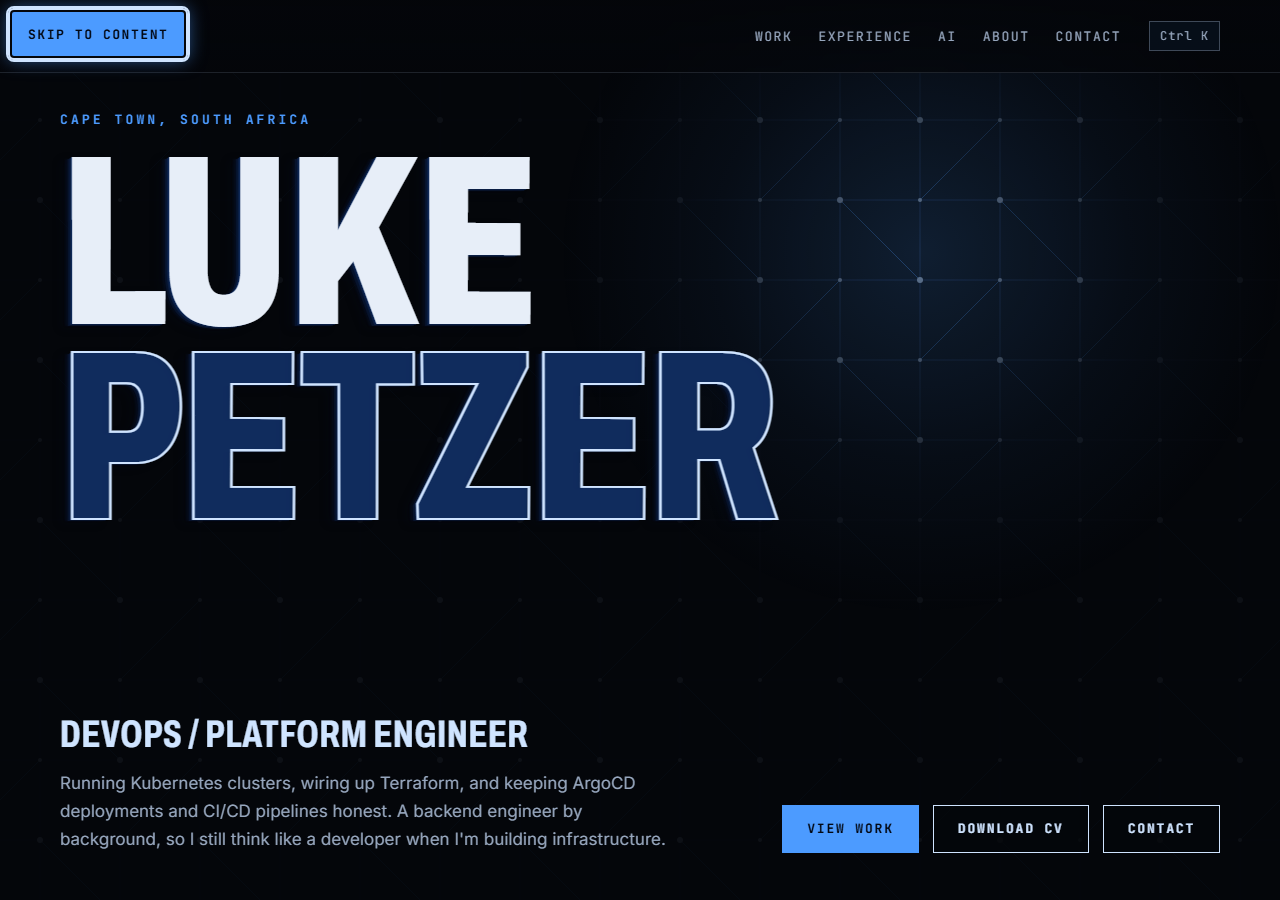 SKIP TO CONTENT
WORK EXPERIENCE AI ABOUT CONTACT Ctrl K
CAPE TOWN, SOUTH AFRICA
LUKE
PETZER
DEVOPS / PLATFORM ENGINEER
Running Kubernetes clusters, wiring up Terraform, and keeping ArgoCD
deployments and CI/CD pipelines honest. A backend engineer by
background, so I still think like a developer when I'm building infrastructure.
VIEW WORK DOWNLOAD CV CONTACT